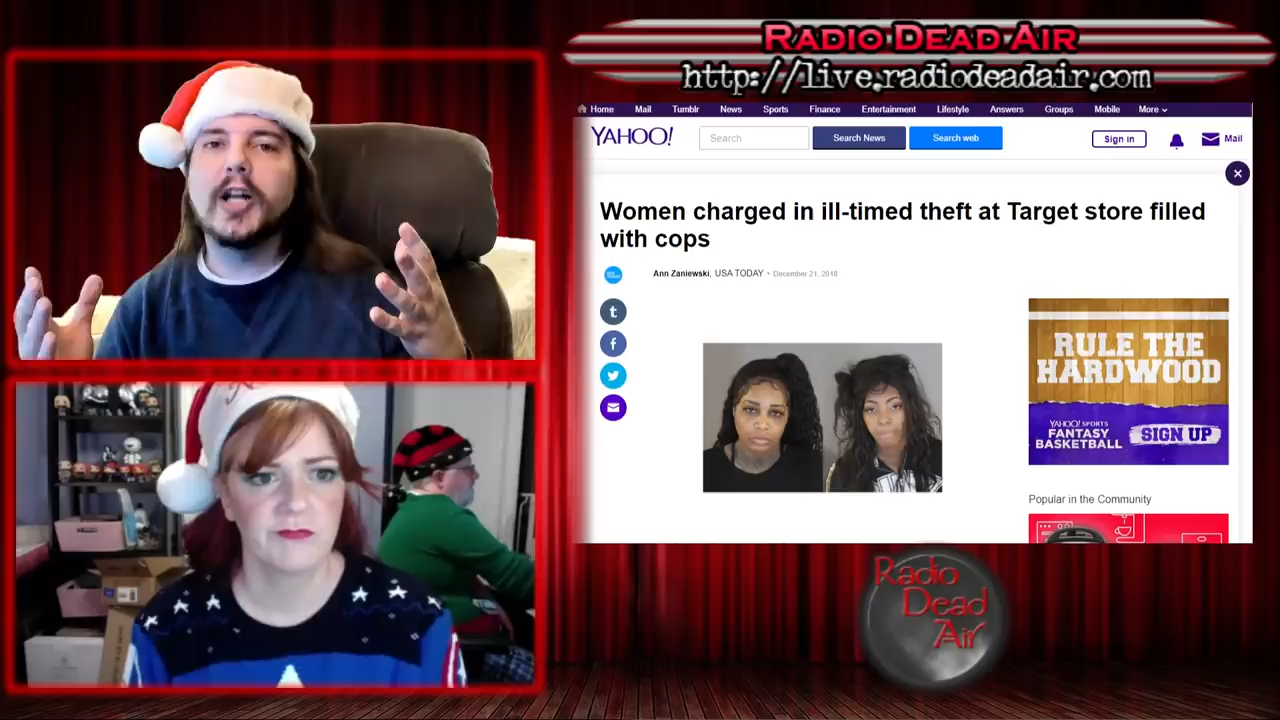 RADIO DEAD AIR
http://live.radiodeadair.com
Home Mail Tumblr News Sports Finance Entertainment Lifestyle Answers Groups Mobile More
YAHOO! Search Search News Search web Sign in Mail
Women charged in ill-timed theft at Target store filled
with cops
Ann Zaniewski, USA TODAY • December 21, 2018
RULE THE
HARDWOOD
YAHOO! SPORTS
FANTASY
BASKETBALL
SIGN UP
Popular in the Community
Radio
Dead
Air